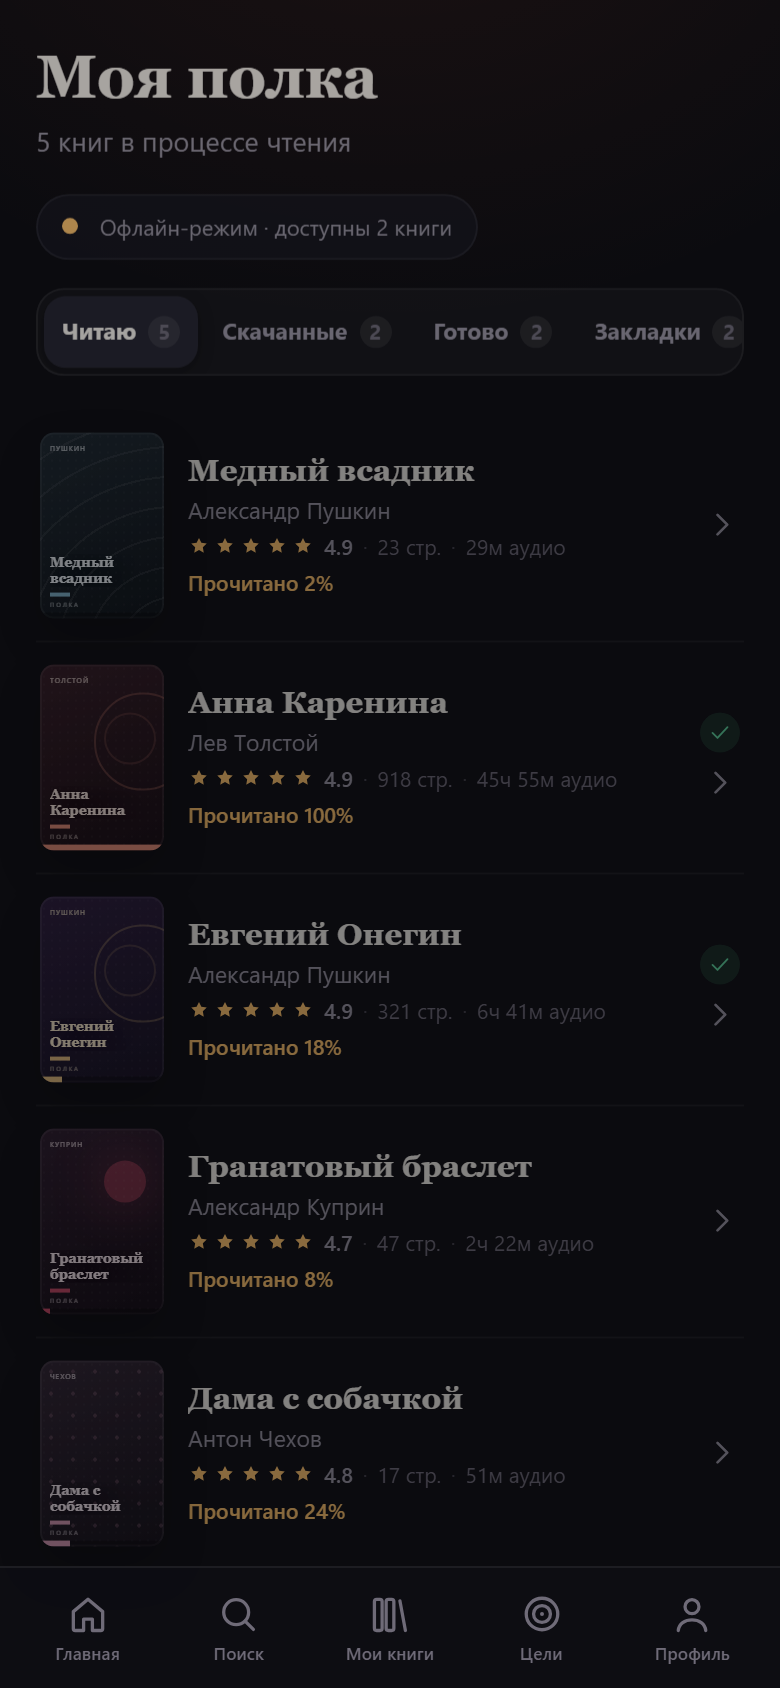 Моя полка
5 книг в процессе чтения
Офлайн-режим · доступны 2 книги
Читаю 5 Скачанные 2 Готово 2 Закладки 2
ПУШКИН
Медный
всадник
ПОЛКА
Медный всадник
Александр Пушкин
4.9 · 23 стр. · 29м аудио
Прочитано 2%
ТОЛСТОЙ
Анна
Каренина
ПОЛКА
Анна Каренина
Лев Толстой
4.9 · 918 стр. · 45ч 55м аудио
Прочитано 100%
ПУШКИН
Евгений
Онегин
ПОЛКА
Евгений Онегин
Александр Пушкин
4.9 · 321 стр. · 6ч 41м аудио
Прочитано 18%
КУПРИН
Гранатовый
браслет
ПОЛКА
Гранатовый браслет
Александр Куприн
4.7 · 47 стр. · 2ч 22м аудио
Прочитано 8%
ЧЕХОВ
Дама с
собачкой
ПОЛКА
Дама с собачкой
Антон Чехов
4.8 · 17 стр. · 51м аудио
Прочитано 24%
Главная Поиск Мои книги Цели Профиль